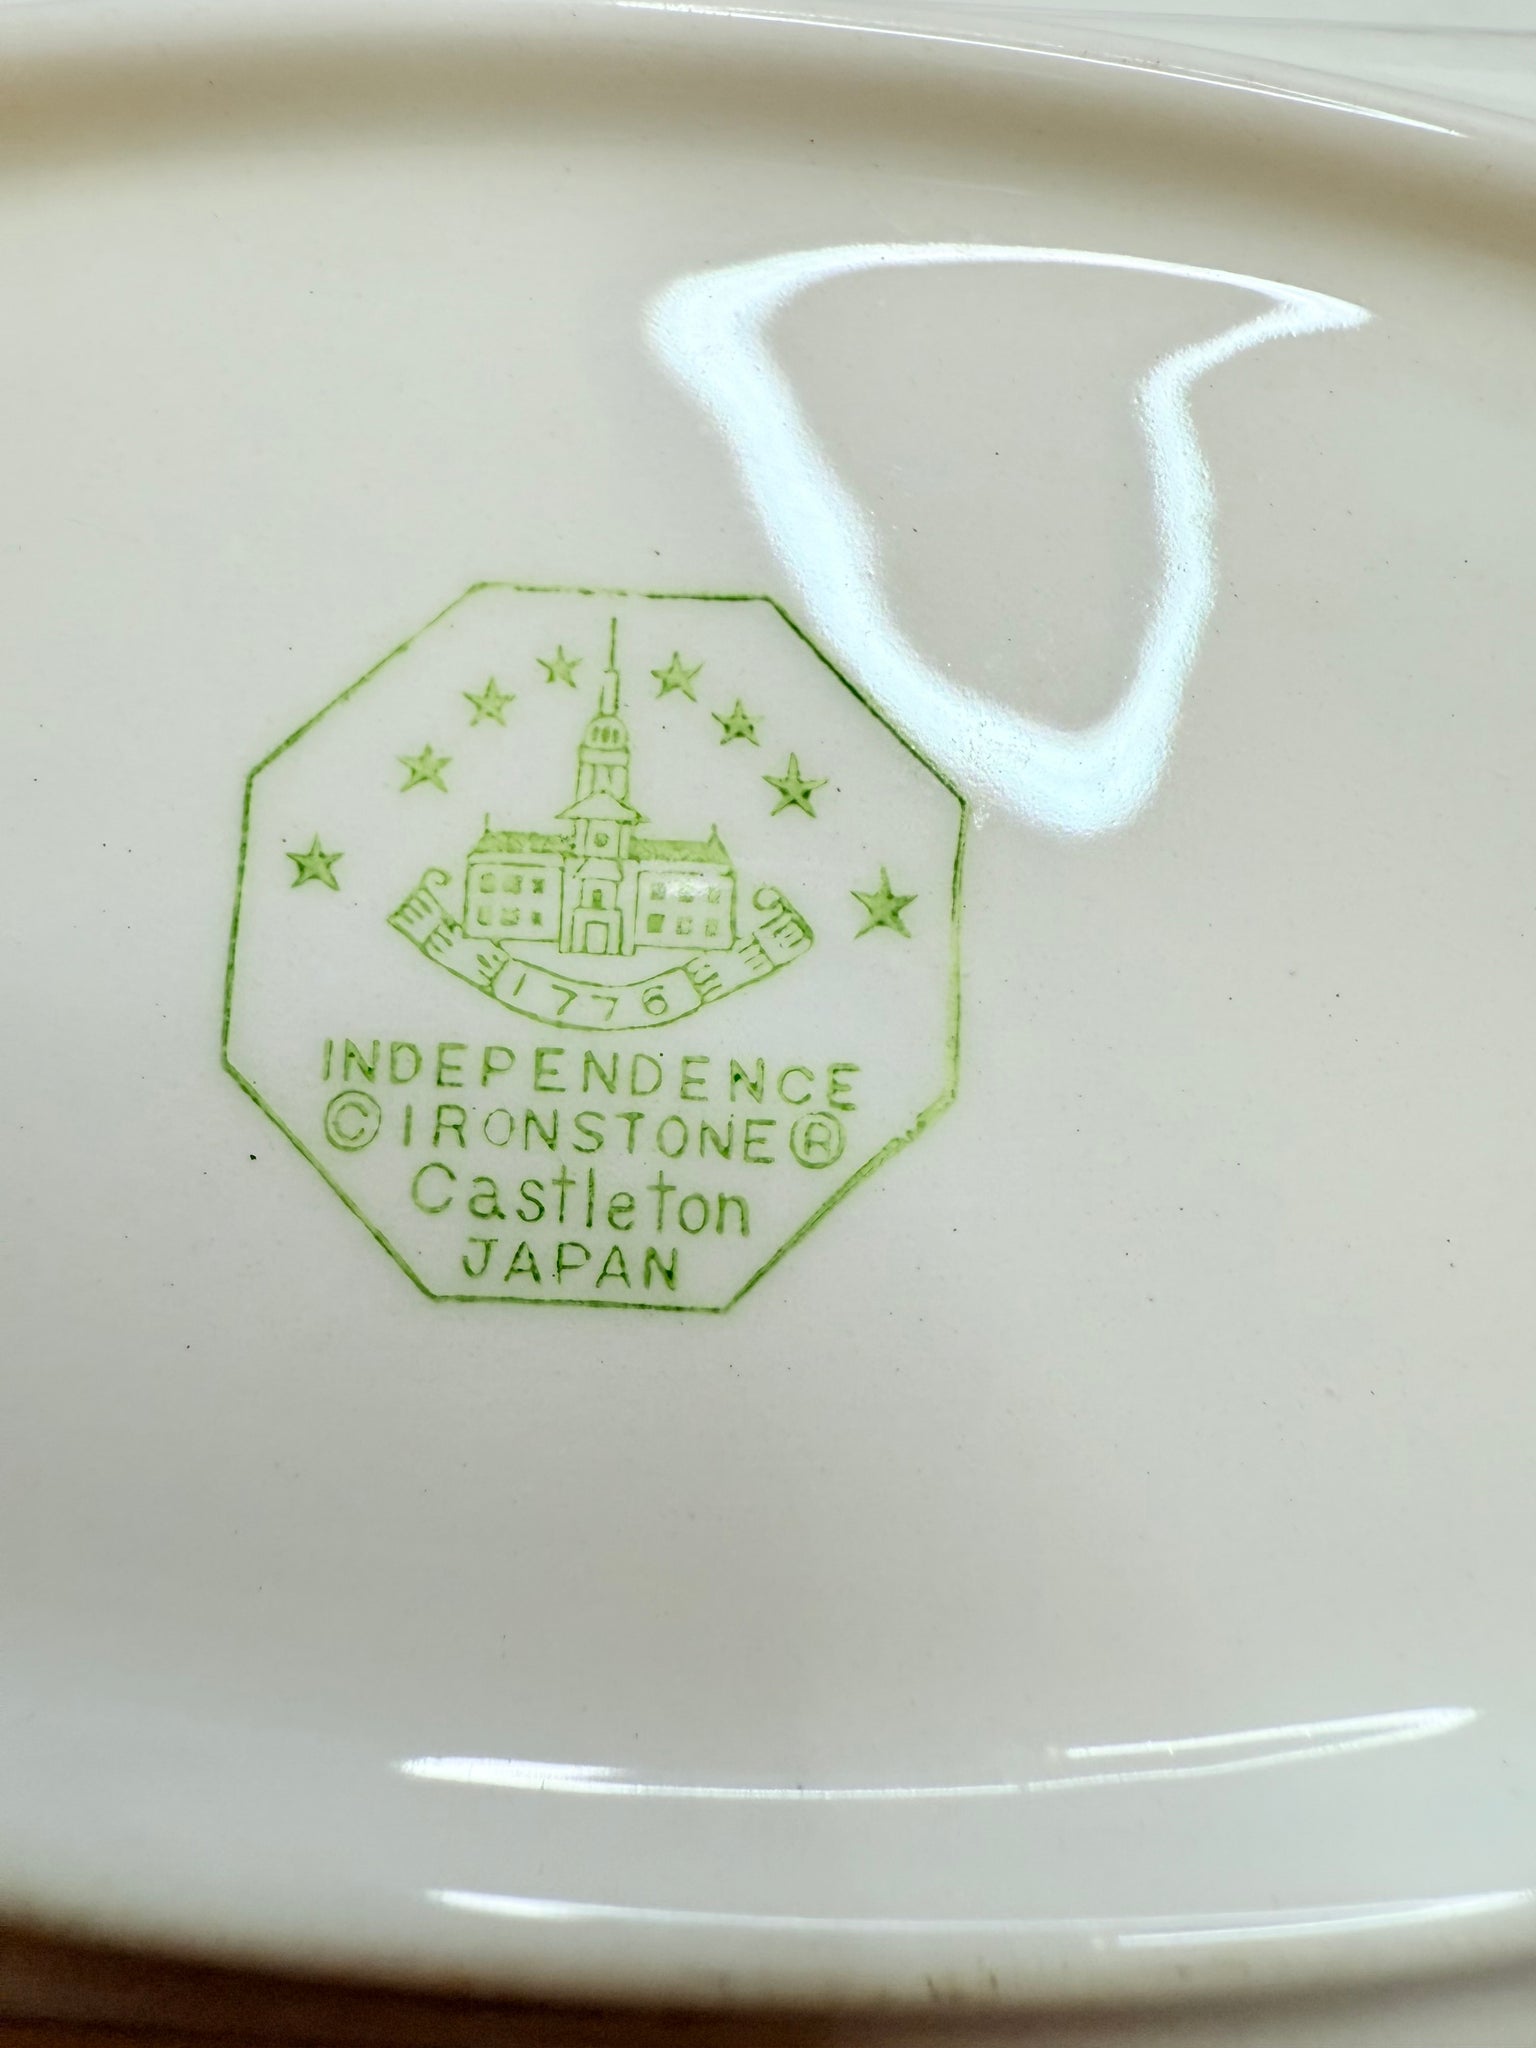 1776
INDEPENDENCE
© IRONSTONE ®
Castleton
JAPAN